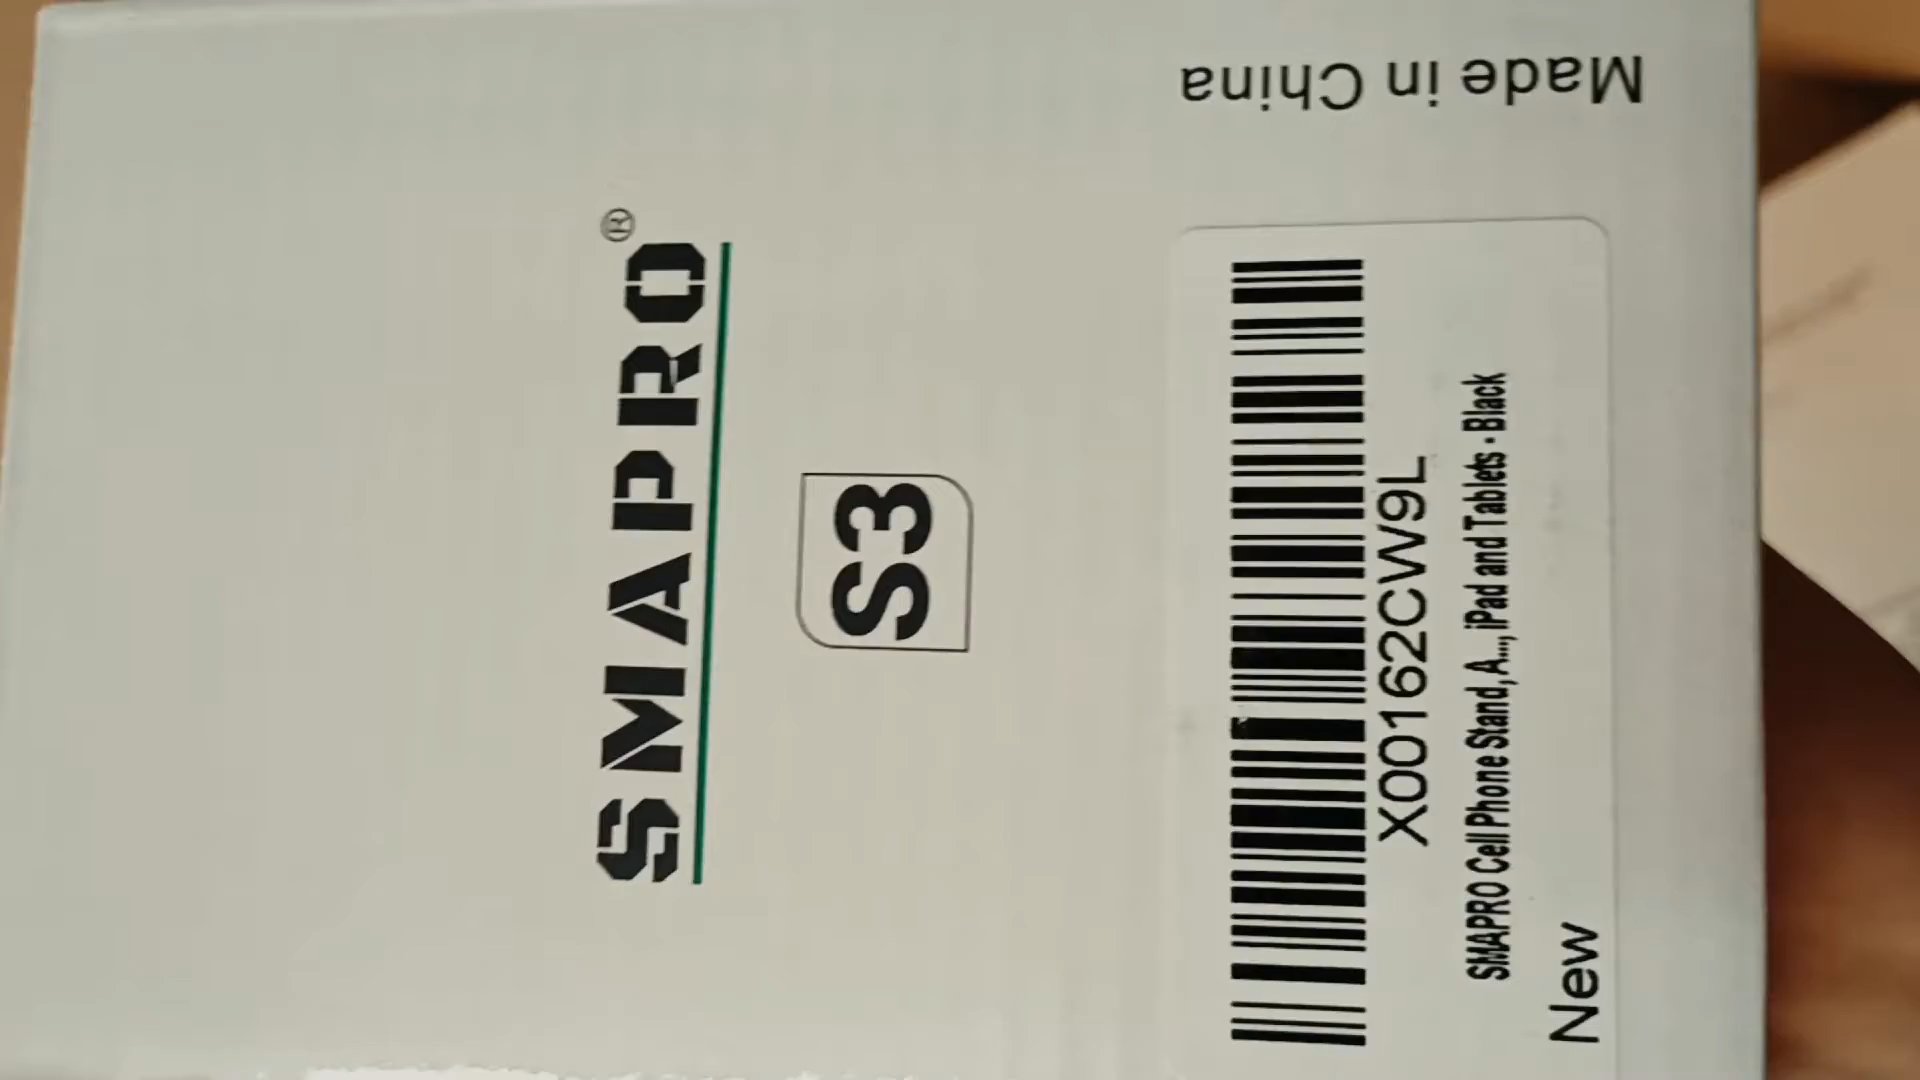 SMAPRO®
S3
X00162CW9L
SMAPRO Cell Phone Stand, A..., iPad and Tablets - Black
New
Made in China